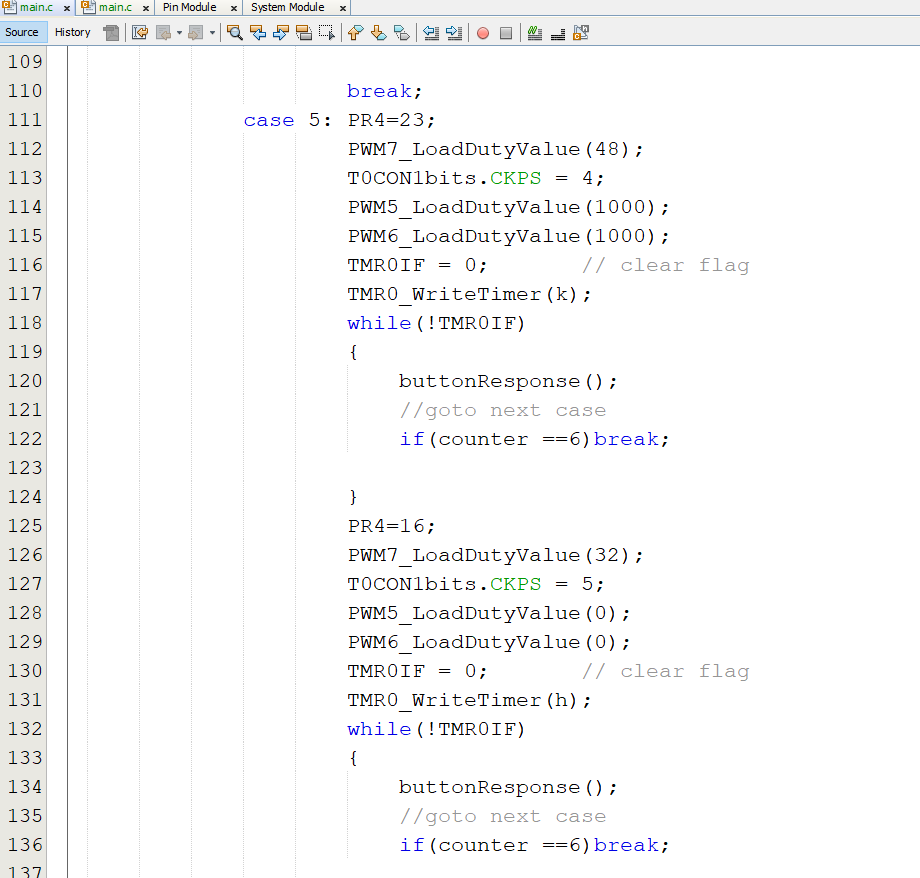 main.c × main.c × Pin Module × System Module ×
Source History
109
110 break;
111 case 5: PR4=23;
112 PWM7_LoadDutyValue(48);
113 T0CON1bits.CKPS = 4;
114 PWM5_LoadDutyValue(1000);
115 PWM6_LoadDutyValue(1000);
116 TMR0IF = 0; // clear flag
117 TMR0_WriteTimer(k);
118 while(!TMR0IF)
119 {
120 buttonResponse();
121 //goto next case
122 if(counter ==6)break;
123
124 }
125 PR4=16;
126 PWM7_LoadDutyValue(32);
127 T0CON1bits.CKPS = 5;
128 PWM5_LoadDutyValue(0);
129 PWM6_LoadDutyValue(0);
130 TMR0IF = 0; // clear flag
131 TMR0_WriteTimer(h);
132 while(!TMR0IF)
133 {
134 buttonResponse();
135 //goto next case
136 if(counter ==6)break;
137